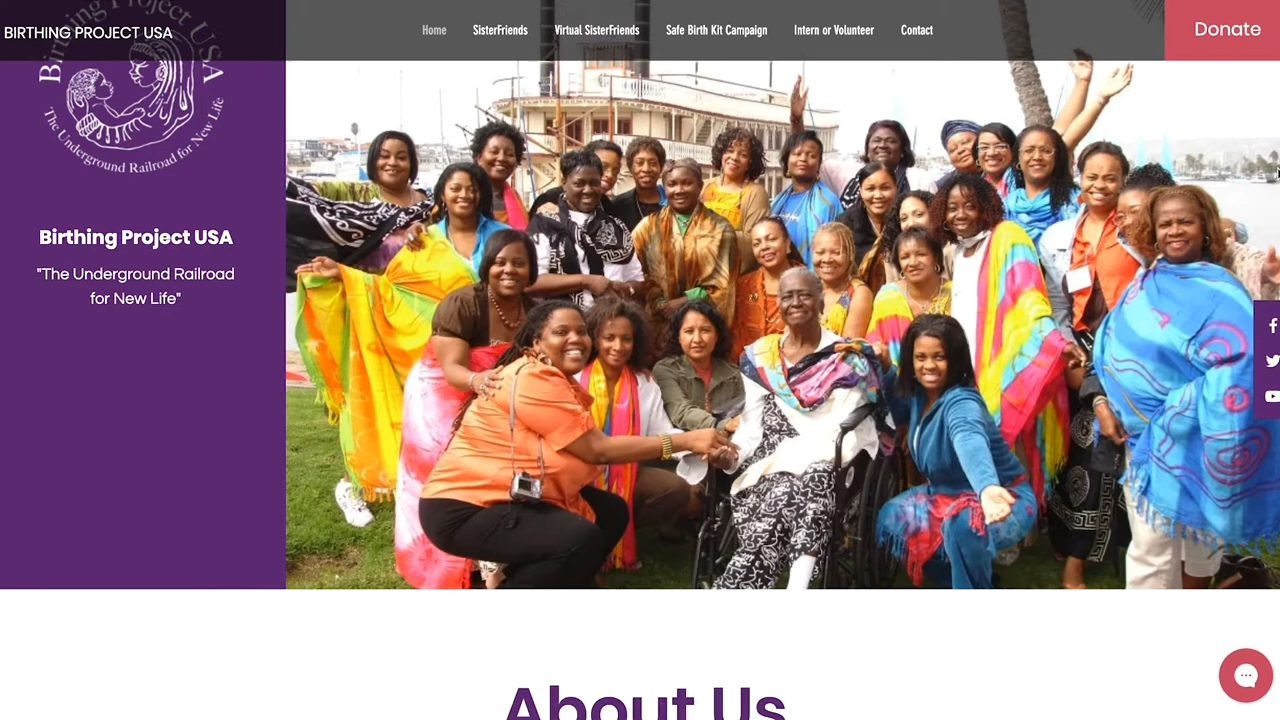 BIRTHING PROJECT USA
Home
SisterFriends
Virtual SisterFriends
Safe Birth Kit Campaign
Intern or Volunteer
Contact
Donate
Birthing Project USA
The Underground Railroad for New Life
Birthing Project USA
"The Underground Railroad
for New Life"
About Us